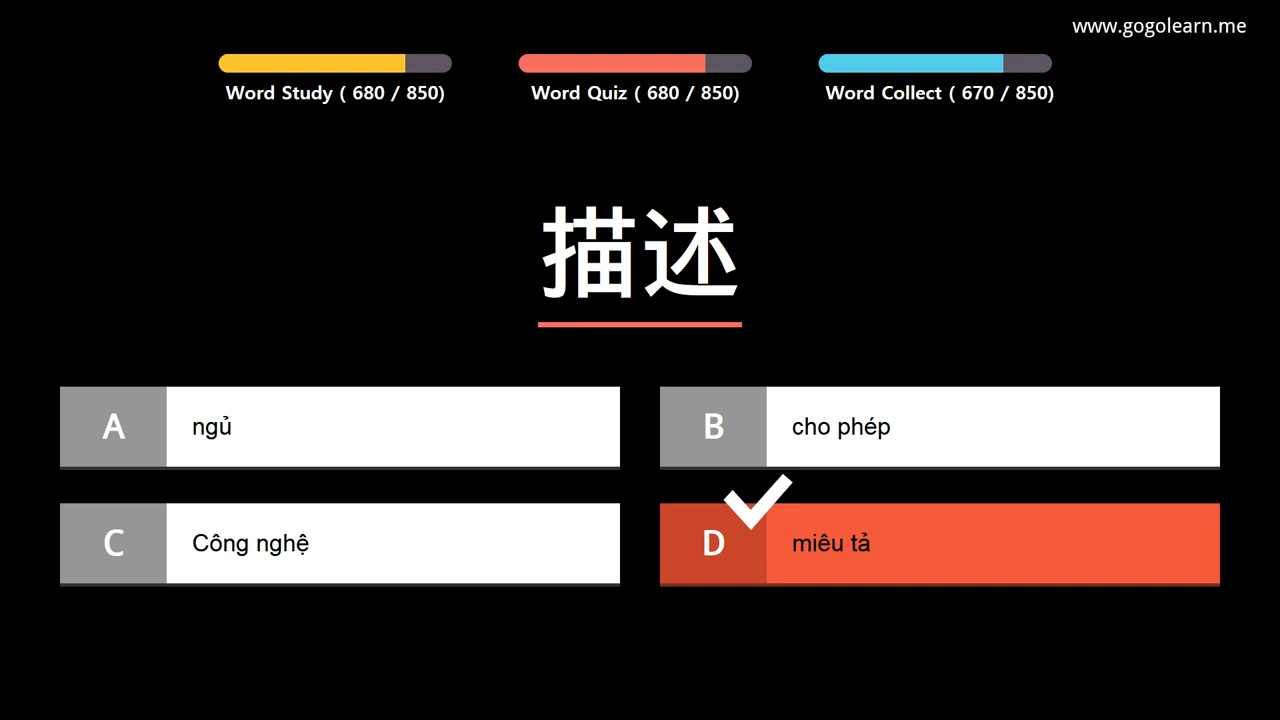 www.gogolearn.me
Word Study ( 680 / 850)
Word Quiz ( 680 / 850)
Word Collect ( 670 / 850)
描述
A ngủ
B cho phép
C Công nghệ
D miêu tả